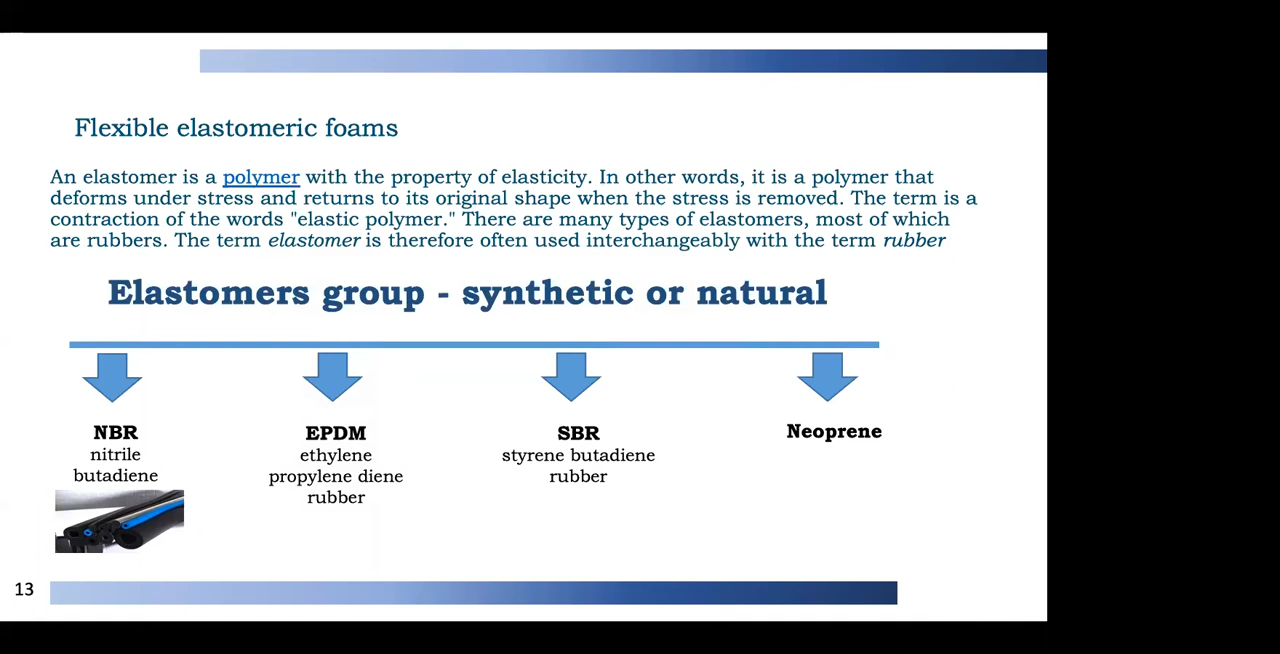 Flexible elastomeric foams
An elastomer is a polymer with the property of elasticity. In other words, it is a polymer that
deforms under stress and returns to its original shape when the stress is removed. The term is a
contraction of the words "elastic polymer." There are many types of elastomers, most of which
are rubbers. The term elastomer is therefore often used interchangeably with the term rubber
Elastomers group - synthetic or natural
NBR
nitrile
butadiene
EPDM
ethylene
propylene diene
rubber
SBR
styrene butadiene
rubber
Neoprene
13